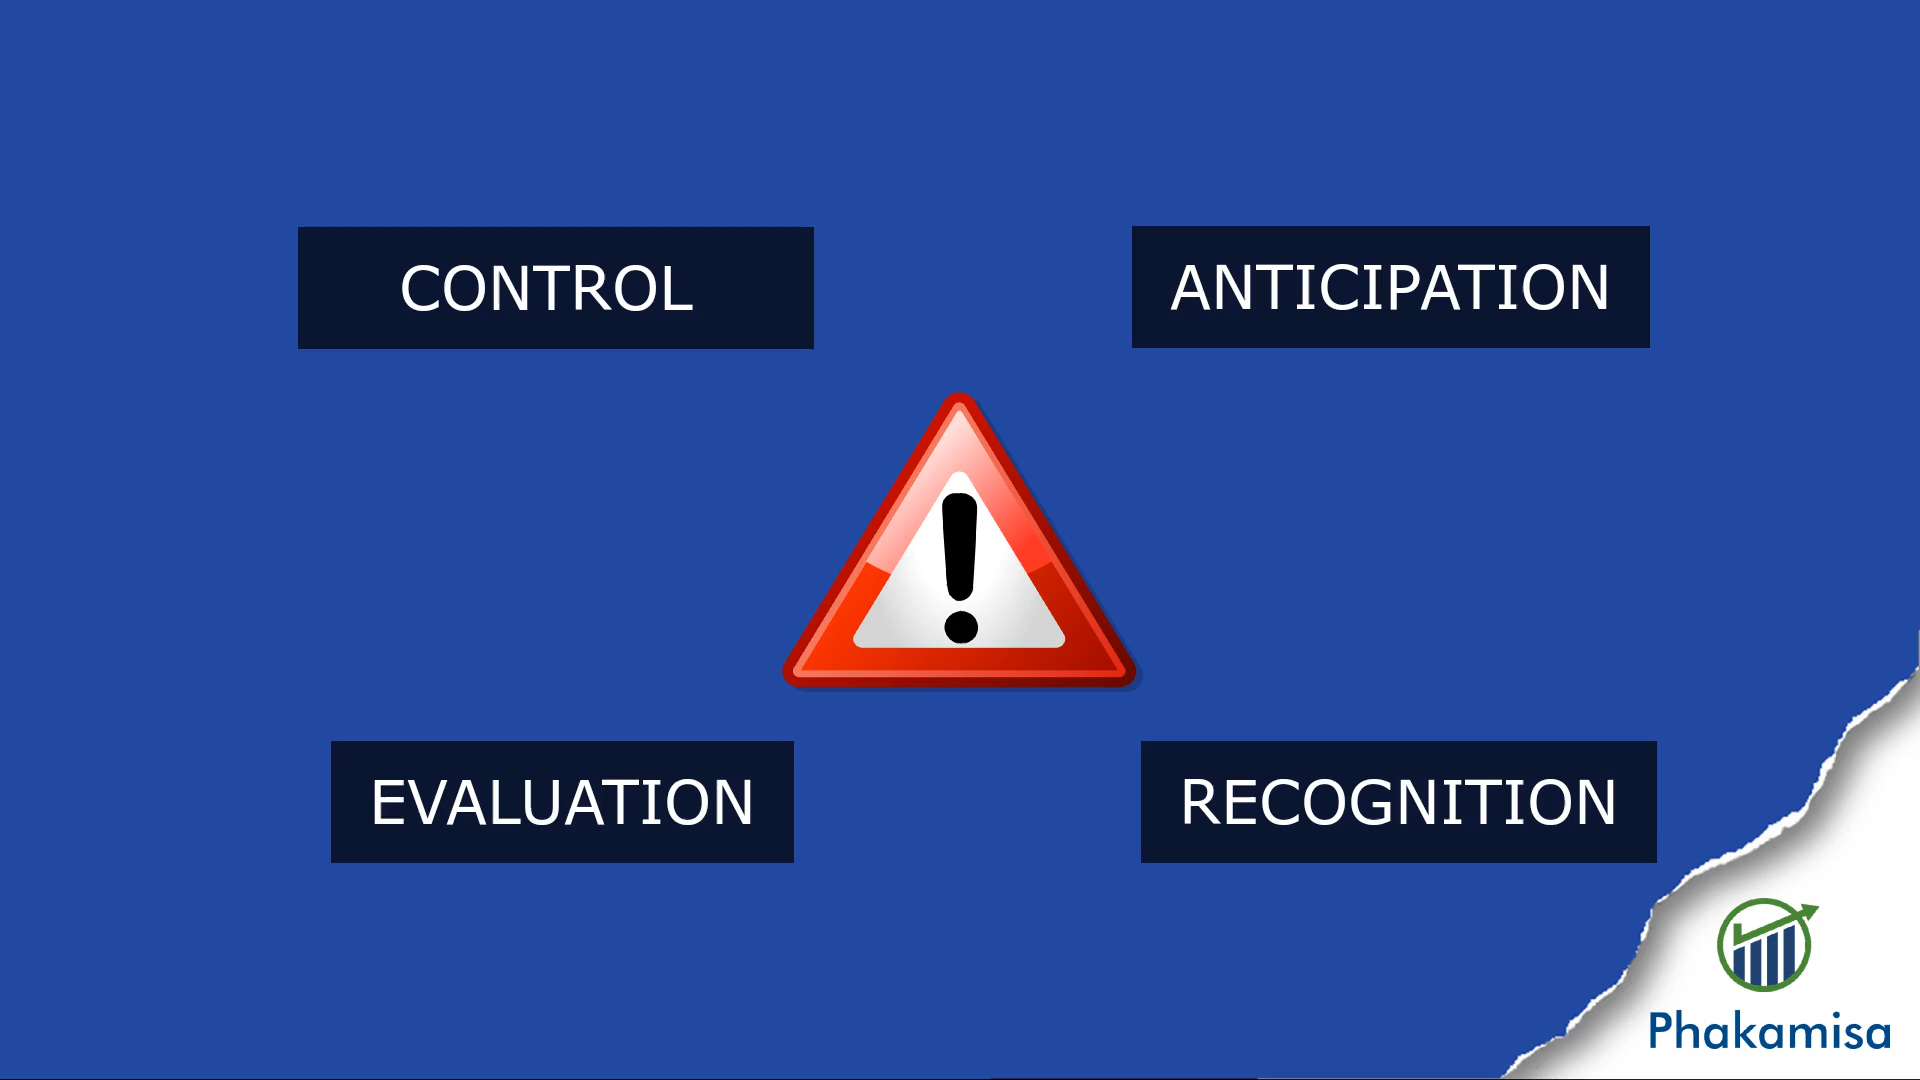 CONTROL
ANTICIPATION
EVALUATION
RECOGNITION
Phakamisa